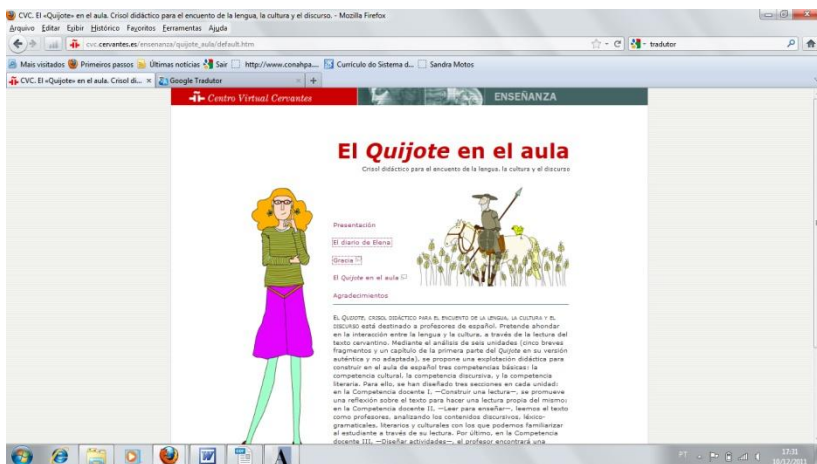 CVC. El «Quijote» en el aula. Crisol didáctico para el encuentro de la lengua, la cultura y el discurso. - Mozilla Firefox
Arquivo Editar Exibir Histórico Favoritos Ferramentas Ajuda
cvc.cervantes.es/ensenanza/quijote_aula/default.htm
tradutor
Mais visitados Primeiros passos Últimas notícias Sair http://www.conahpa.... Currículo do Sistema d... Sandra Motos
CVC. El «Quijote» en el aula. Crisol di... × Google Tradutor × +
Centro Virtual Cervantes ENSEÑANZA
El Quijote en el aula
Crisol didáctico para el encuentro de la lengua, la cultura y el discurso
Presentación
El diario de Elena
Gracia
El Quijote en el aula
Agradecimientos
EL QUIJOTE, CRISOL DIDÁCTICO PARA EL ENCUENTRO DE LA LENGUA, LA CULTURA Y EL
DISCURSO está destinado a profesores de español. Pretende ahondar
en la interacción entre la lengua y la cultura, a través de la lectura del
texto cervantino. Mediante el análisis de seis unidades (cinco breves
fragmentos y un capítulo de la primera parte del Quijote en su versión
auténtica y no adaptada), se propone una explotación didáctica para
construir en el aula de español tres competencias básicas: la
competencia cultural, la competencia discursiva, y la competencia
literaria. Para ello, se han diseñado tres secciones en cada unidad:
en la Competencia docente I, —Construir una lectura—, se promueve
una reflexión sobre el texto para hacer una lectura propia del mismo;
en la Competencia docente II, —Leer para enseñar—, leemos el texto
como profesores, analizando los contenidos discursivos, léxico-
gramaticales, literarios y culturales con los que podemos familiarizar
al estudiante a través de su lectura. Por último, en la Competencia
docente III, —Diseñar actividades—, el profesor encontrará una
PT 17:31
10/12/2011